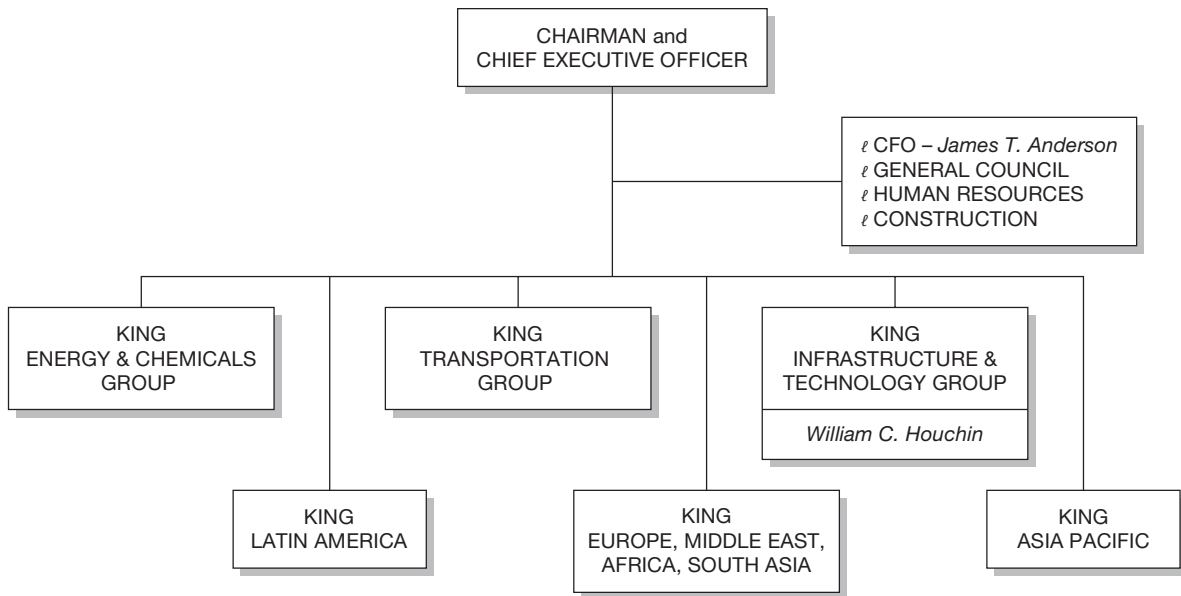 CHAIRMAN and
CHIEF EXECUTIVE OFFICER
ℓ CFO – James T. Anderson
ℓ GENERAL COUNCIL
ℓ HUMAN RESOURCES
ℓ CONSTRUCTION
KING
ENERGY & CHEMICALS
GROUP
KING
TRANSPORTATION
GROUP
KING
INFRASTRUCTURE &
TECHNOLOGY GROUP
William C. Houchin
KING
LATIN AMERICA
KING
EUROPE, MIDDLE EAST,
AFRICA, SOUTH ASIA
KING
ASIA PACIFIC